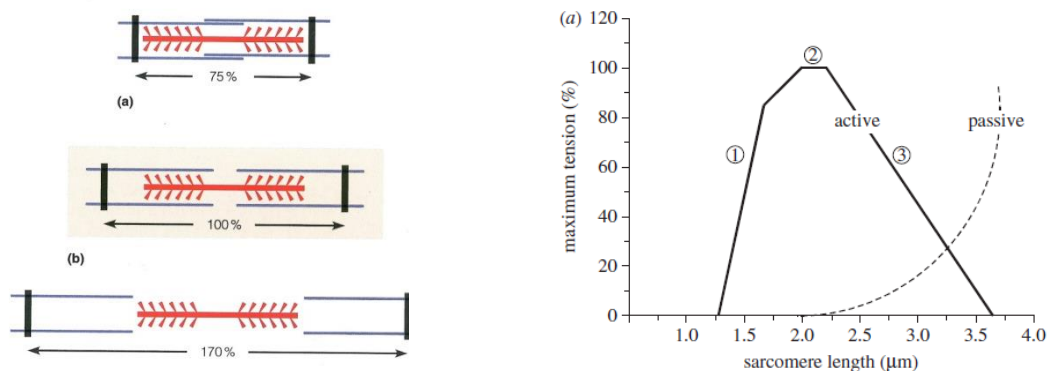 75%
(a)
100%
(b)
170%
(a)
120
100
80
60
40
20
0
maximum tension (%)
①
②
③
active
passive
1.0 1.5 2.0 2.5 3.0 3.5 4.0
sarcomere length (μm)